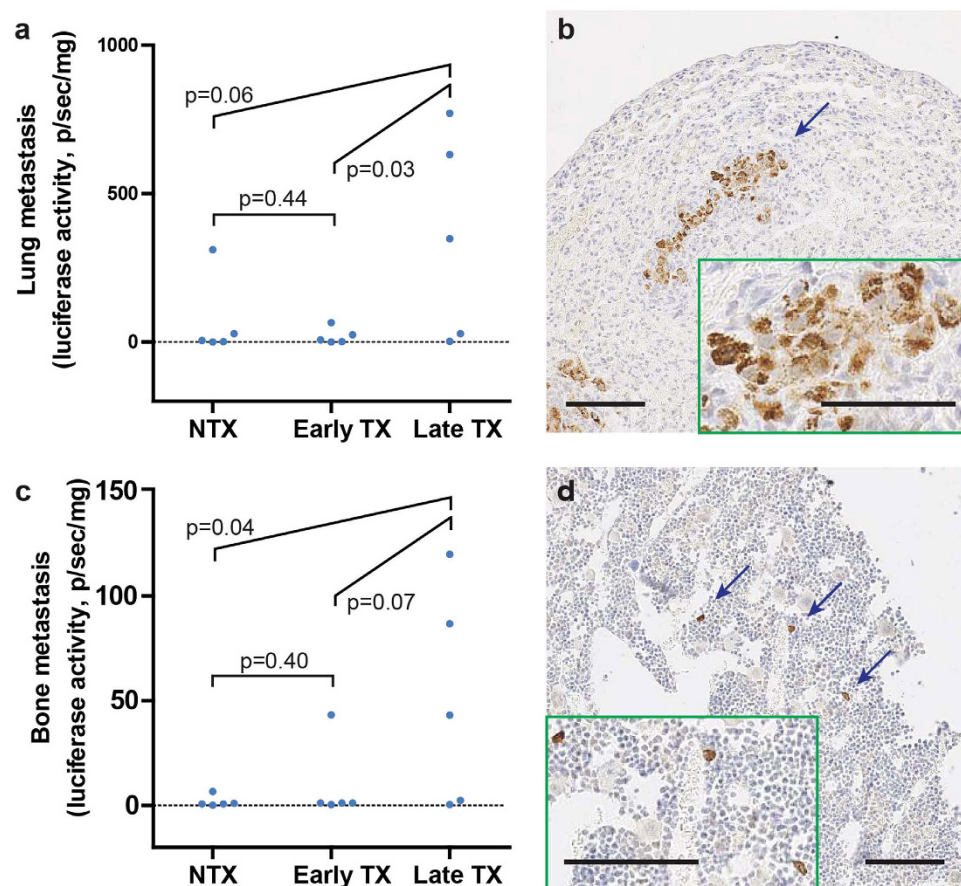 a
1000
500
0
Lung metastasis
(luciferase activity, p/sec/mg)
p=0.06
p=0.03
p=0.44
NTX Early TX Late TX
b
c
150
100
50
0
Bone metastasis
(luciferase activity, p/sec/mg)
p=0.04
p=0.07
p=0.40
NTX Early TX Late TX
d